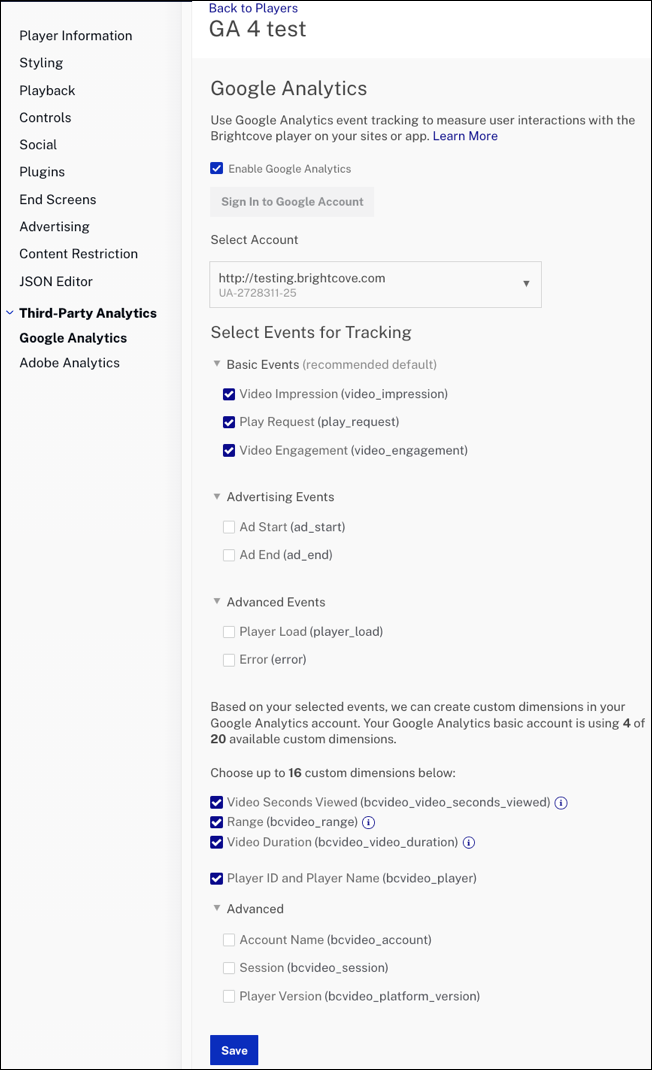 Back to Players
GA 4 test
Player Information
Styling
Playback
Controls
Social
Plugins
End Screens
Advertising
Content Restriction
JSON Editor
Third-Party Analytics
Google Analytics
Adobe Analytics
Google Analytics
Use Google Analytics event tracking to measure user interactions with the
Brightcove player on your sites or app. Learn More
Enable Google Analytics
Sign In to Google Account
Select Account
http://testing.brightcove.com
UA-2728311-25
Select Events for Tracking
Basic Events (recommended default)
Video Impression (video_impression)
Play Request (play_request)
Video Engagement (video_engagement)
Advertising Events
Ad Start (ad_start)
Ad End (ad_end)
Advanced Events
Player Load (player_load)
Error (error)
Based on your selected events, we can create custom dimensions in your
Google Analytics account. Your Google Analytics basic account is using 4 of
20 available custom dimensions.
Choose up to 16 custom dimensions below:
Video Seconds Viewed (bcvideo_video_seconds_viewed)
Range (bcvideo_range)
Video Duration (bcvideo_video_duration)
Player ID and Player Name (bcvideo_player)
Advanced
Account Name (bcvideo_account)
Session (bcvideo_session)
Player Version (bcvideo_platform_version)
Save